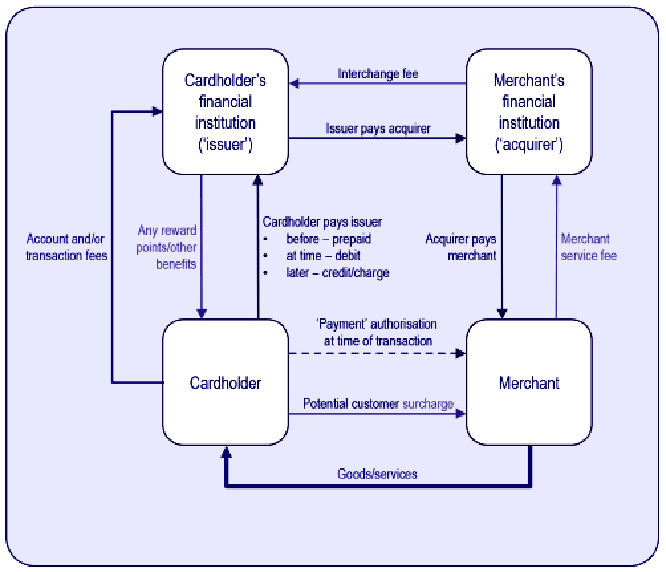 Cardholder's
financial
institution
('issuer')
Interchange fee
Issuer pays acquirer
Merchant's
financial
institution
('acquirer')
Account and/or
transaction fees
Any reward
points/other
benefits
Cardholder pays issuer
• before – prepaid
• at time – debit
• later – credit/charge
Acquirer pays
merchant
Merchant
service fee
Cardholder
'Payment' authorisation
at time of transaction
Potential customer surcharge
Merchant
Goods/services